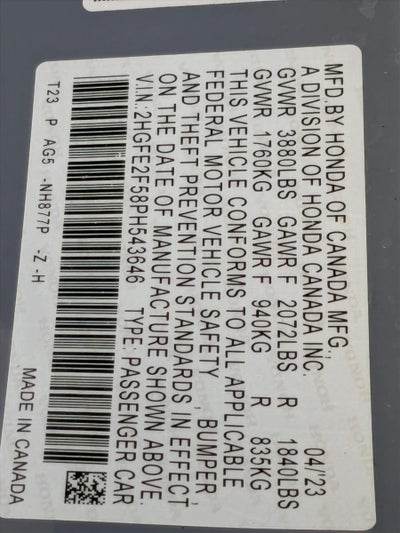 MFD.BY HONDA OF CANADA MFG.,
A DIVISION OF HONDA CANADA INC. 04/23
GVWR 3880LBS GAWR F 2072LBS R 1840LBS
GVWR 1760KG GAWR F 940KG R 835KG
THIS VEHICLE CONFORMS TO ALL APPLICABLE
FEDERAL MOTOR VEHICLE SAFETY , BUMPER,
AND THEFT PREVENTION STANDARDS IN EFFECT
ON THE DATE OF MANUFACTURE SHOWN ABOVE.
V.I.N.:2HGFE2F58PH543646 TYPE:PASSENGER CAR
T23 P AG5 -NH877P -Z -H
MADE IN CANADA